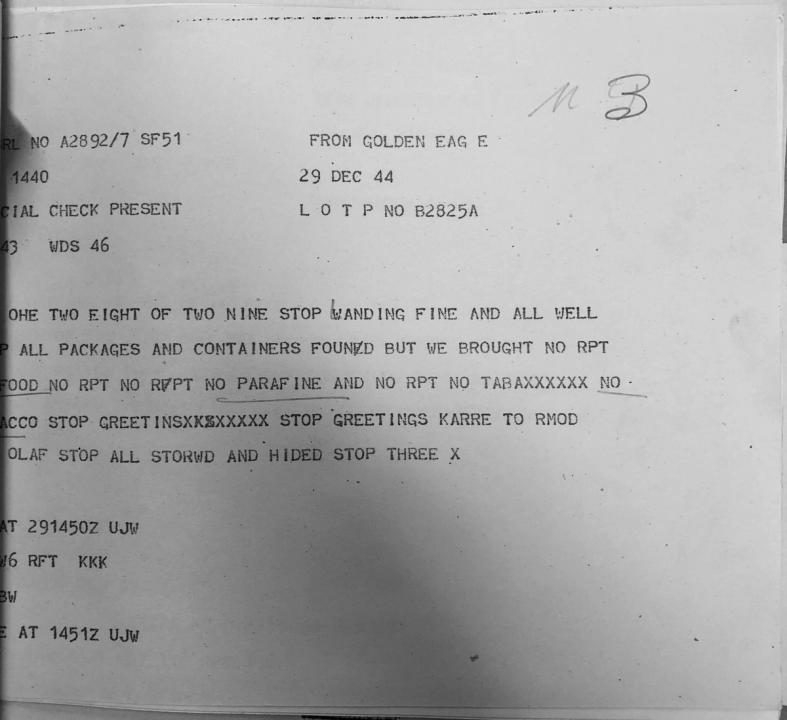 M B
RL NO A2892/7 SF51 FROM GOLDEN EAG E
1440 29 DEC 44
CIAL CHECK PRESENT L O T P NO B2825A
43 WDS 46
OHE TWO EIGHT OF TWO NINE STOP WANDING FINE AND ALL WELL
P ALL PACKAGES AND CONTAINERS FOUND BUT WE BROUGHT NO RPT
FOOD NO RPT NO RPT NO PARAFINE AND NO RPT NO TABAXXXXXX NO
ACCO STOP GREETINSXKSXXXXX STOP GREETINGS KARRE TO RMOD
OLAF STOP ALL STORWD AND HIDED STOP THREE X
AT 291450Z UJW
W6 RFT KKK
BW
E AT 1451Z UJW